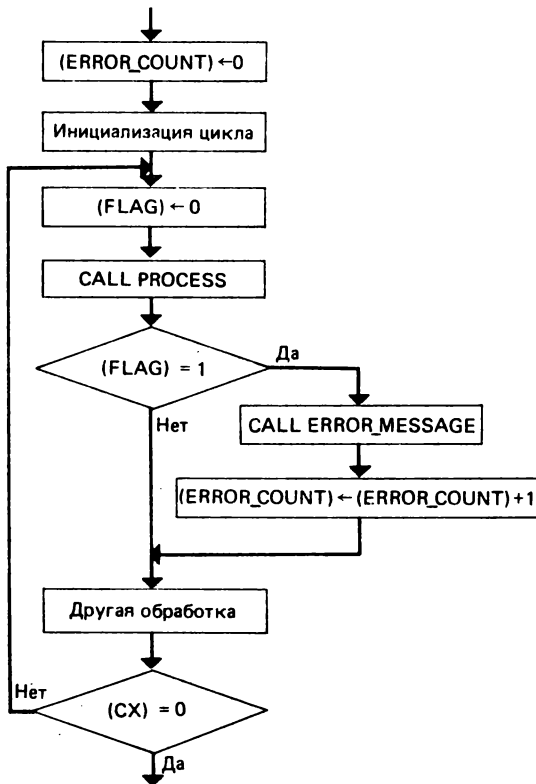 (ERROR_COUNT)←0
Инициализация цикла
(FLAG) ← 0
CALL PROCESS
(FLAG) = 1
Да
Нет
CALL ERROR_MESSAGE
(ERROR_COUNT)←(ERROR_COUNT)+1
Другая обработка
Нет
(CX) = 0
Да